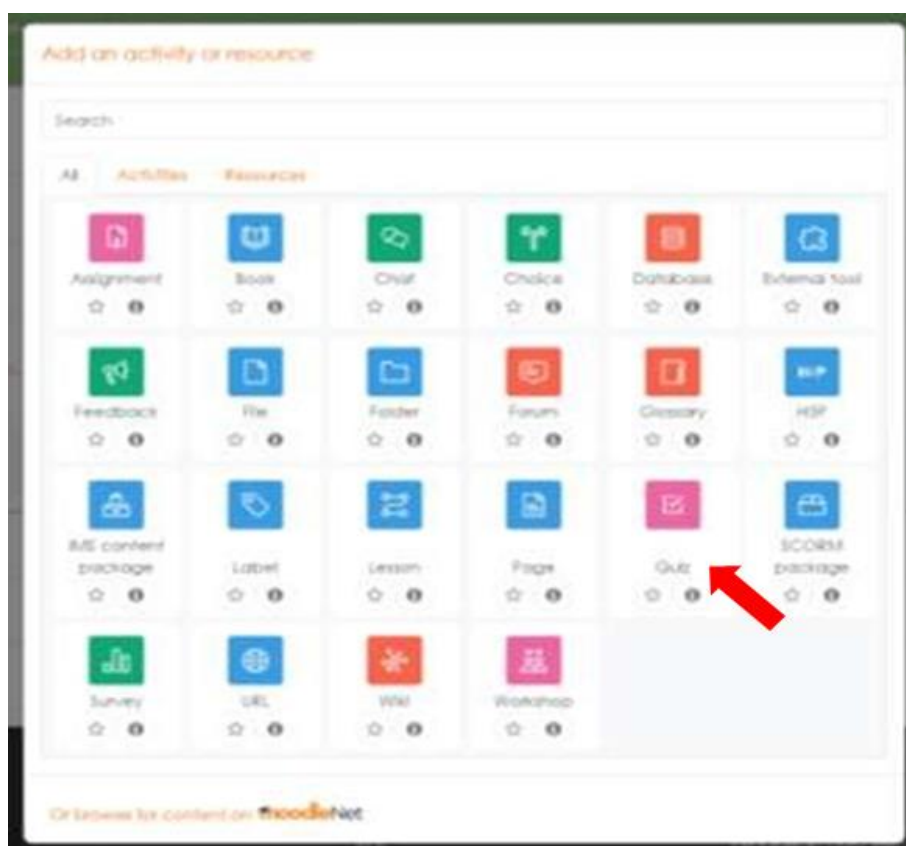 Add an activity or resource
Search
All Activities Resources
Assignment Book Chat Choice Database External tool
Feedback File Folder Forum Glossary H5P
IMS content
package Label Lesson Page Quiz SCORM
package
Survey URL Wiki Workshop
Or browse for content on moodleNet